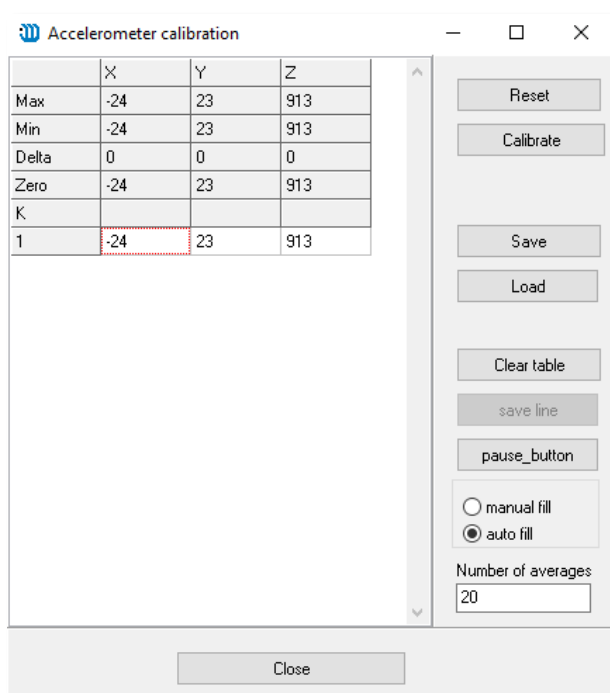 Accelerometer calibration
X Y Z
Max -24 23 913
Min -24 23 913
Delta 0 0 0
Zero -24 23 913
K
1 -24 23 913
Reset
Calibrate
Save
Load
Clear table
save line
pause_button
manual fill
auto fill
Number of averages
20
Close